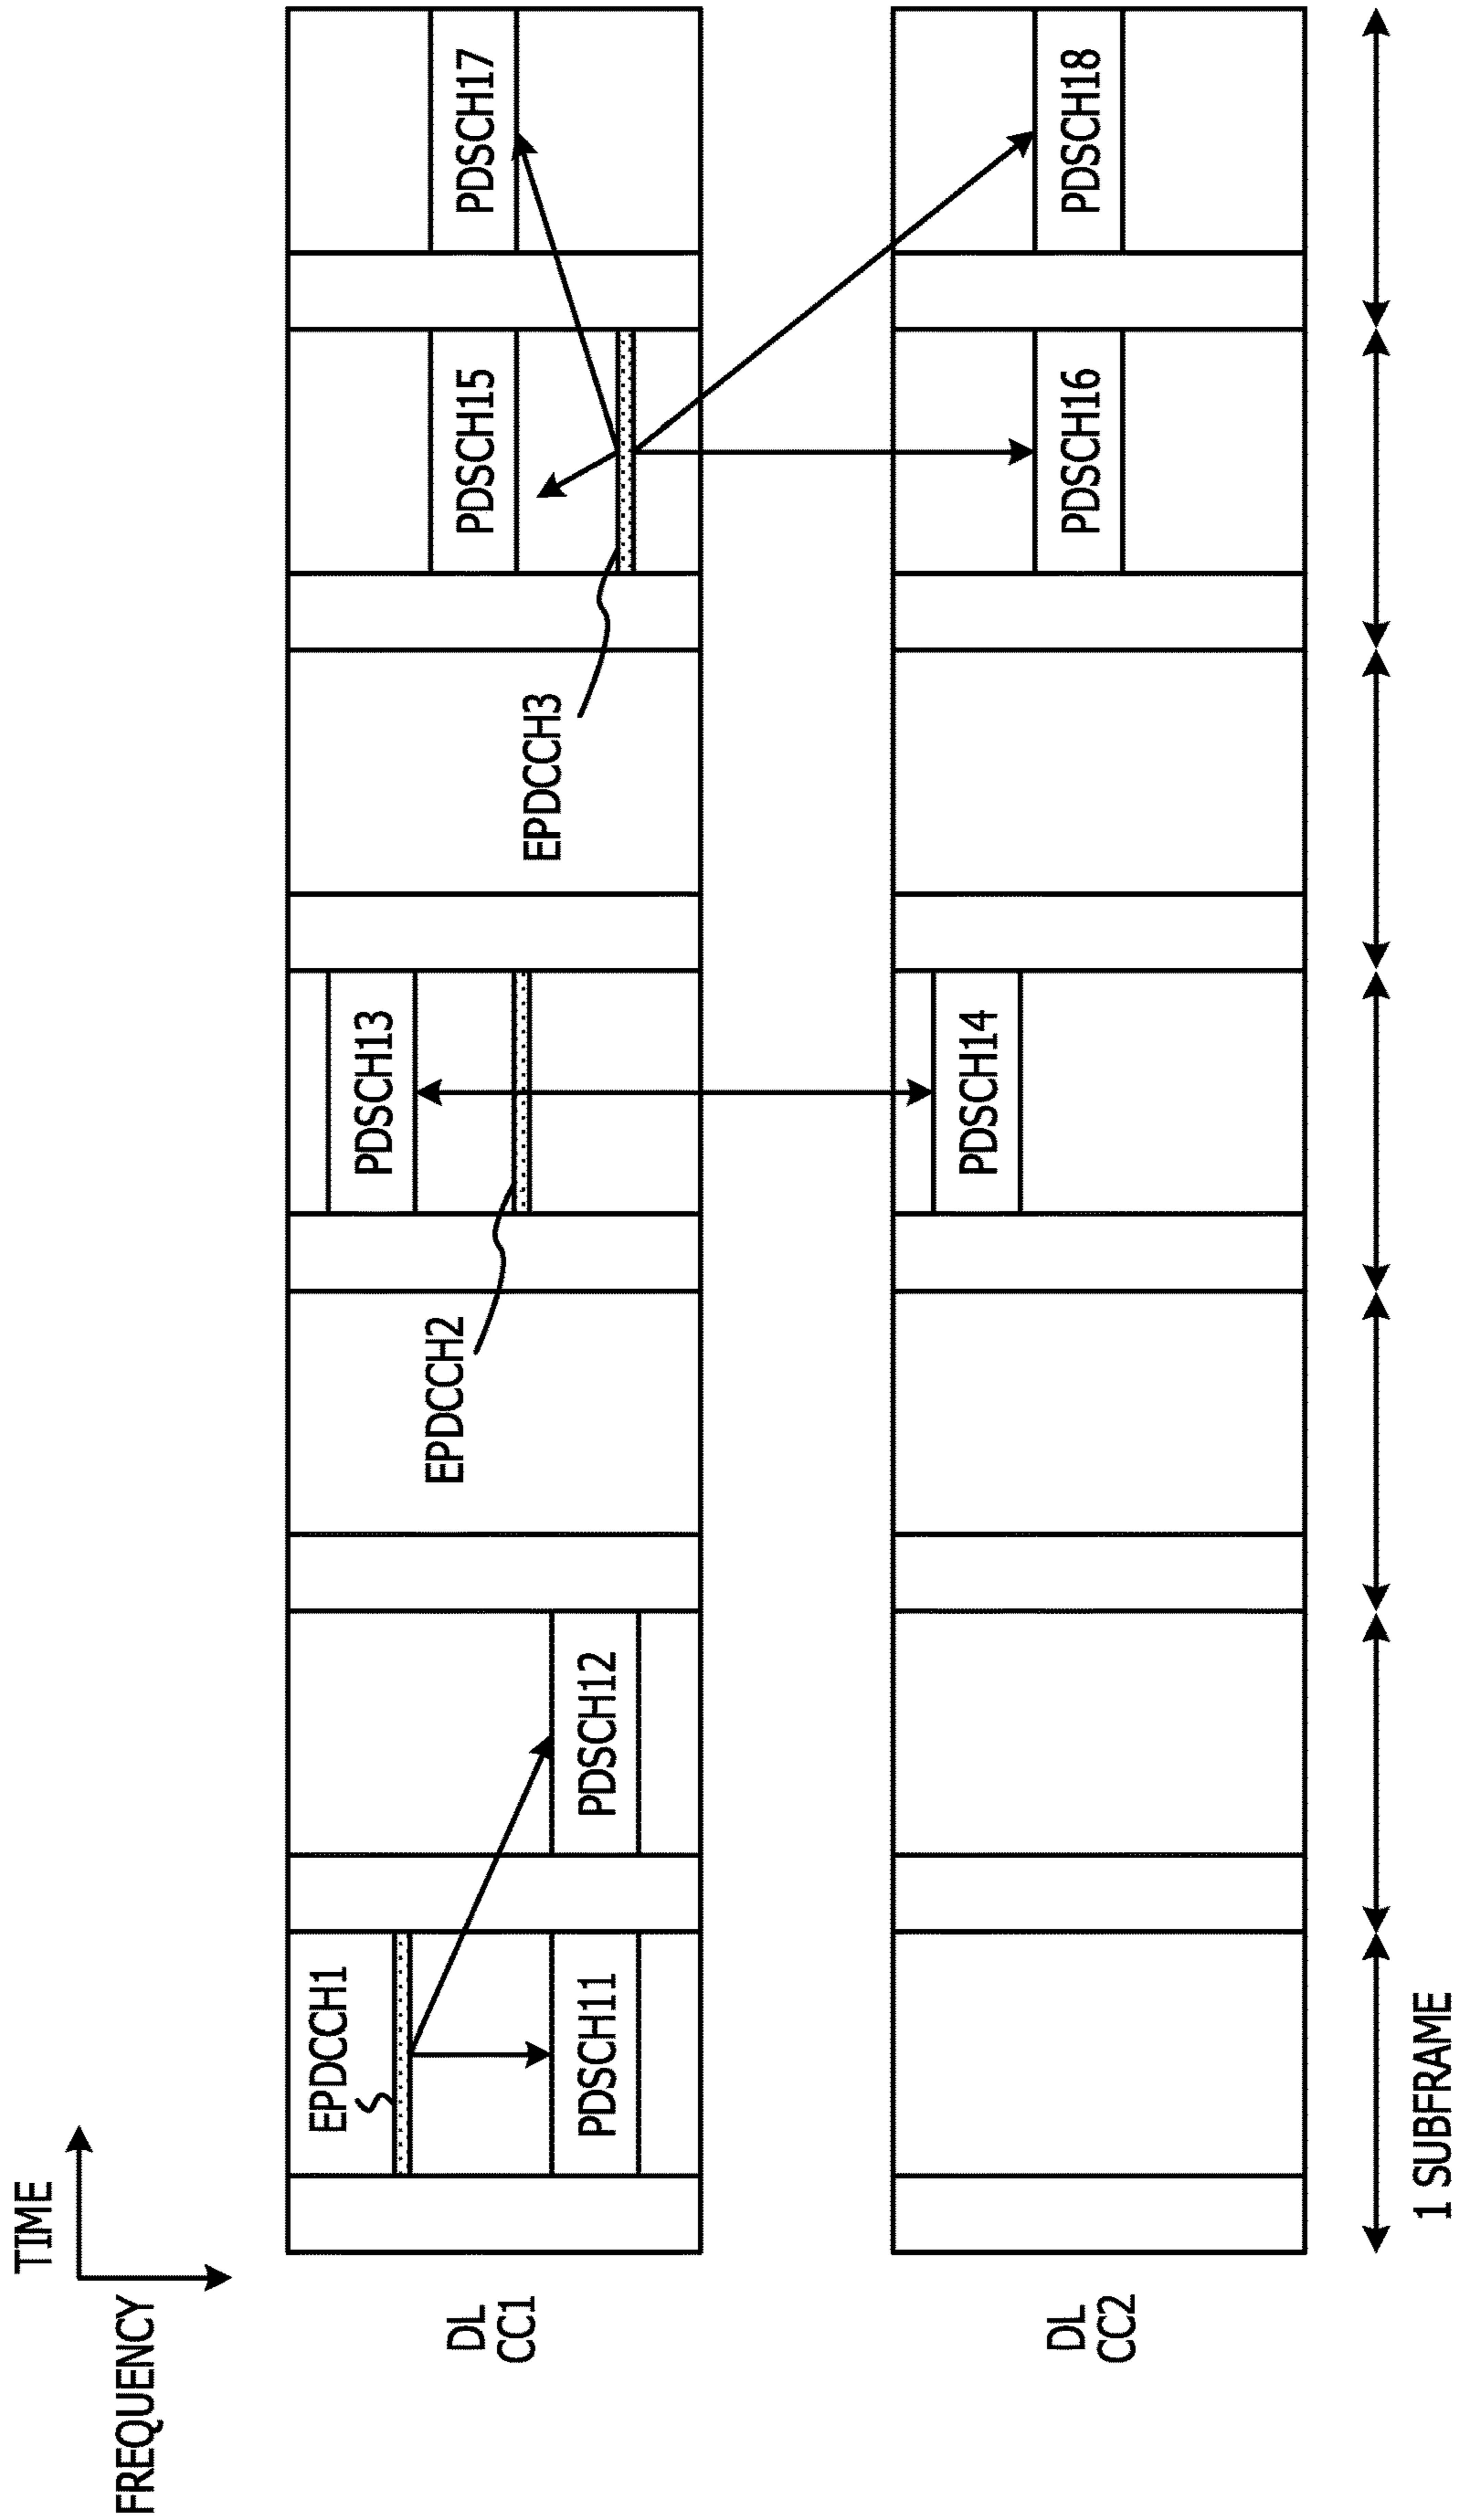 TIME
FREQUENCY
DL
CC1
EPDCCH1
PDSCH11
PDSCH12
EPDCCH2
PDSCH13
EPDCCH3
PDSCH15
PDSCH17
DL
CC2
PDSCH14
PDSCH16
PDSCH18
1 SUBFRAME